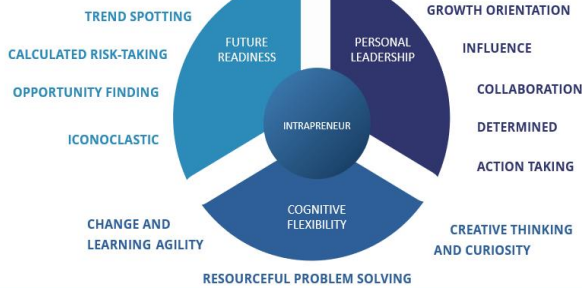 TREND SPOTTING
CALCULATED RISK-TAKING
OPPORTUNITY FINDING
ICONOCLASTIC
FUTURE
READINESS
PERSONAL
LEADERSHIP
GROWTH ORIENTATION
INFLUENCE
COLLABORATION
DETERMINED
ACTION TAKING
INTRAPRENEUR
COGNITIVE
FLEXIBILITY
CHANGE AND
LEARNING AGILITY
RESOURCEFUL PROBLEM SOLVING
CREATIVE THINKING
AND CURIOSITY